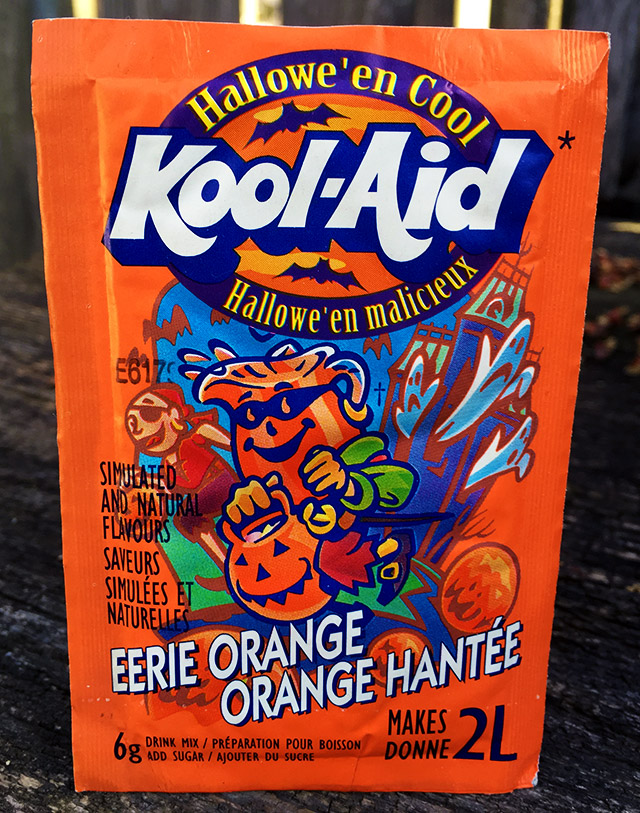 Hallowe'en Cool
Kool-Aid*
Hallowe'en malicieux
E617
SIMULATED
AND NATURAL
FLAVOURS
SAVEURS
SIMULÉES ET
NATURELLES
EERIE ORANGE
ORANGE HANTÉE
6g DRINK MIX / PRÉPARATION POUR BOISSON
ADD SUGAR / AJOUTER DU SUCRE
MAKES
DONNE 2L